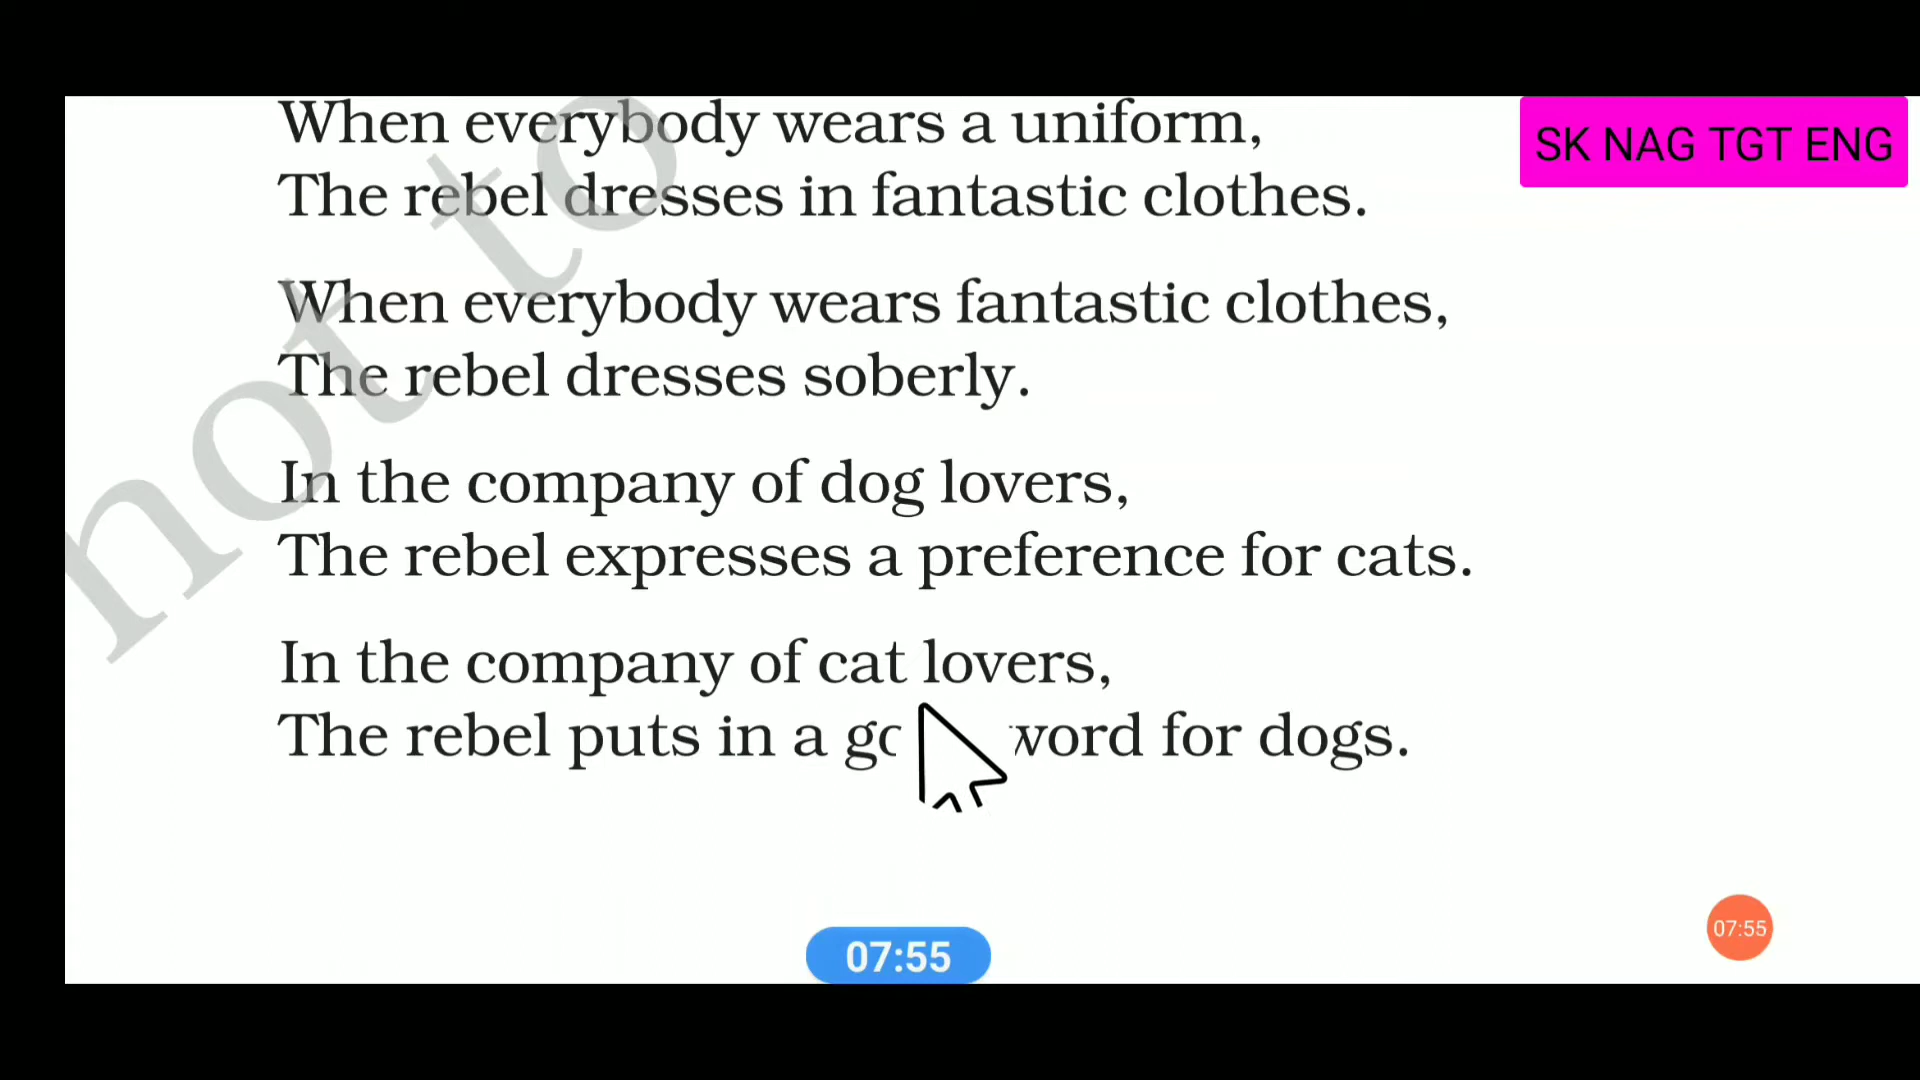 When everybody wears a uniform,
SK NAG TGT ENG
The rebel dresses in fantastic clothes.
When everybody wears fantastic clothes,
The rebel dresses soberly.
In the company of dog lovers,
The rebel expresses a preference for cats.
In the company of cat lovers,
The rebel puts in a word for dogs.
not to
07:55
07:55